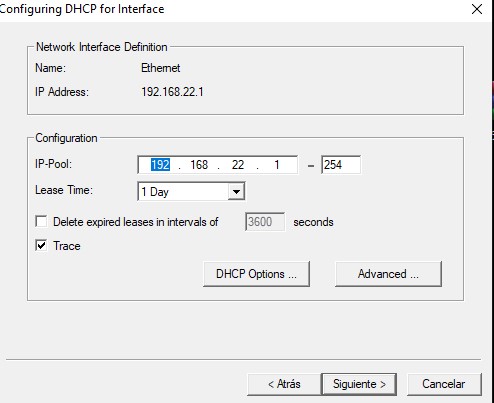 Configuring DHCP for Interface
Network Interface Definition
Name: Ethernet
IP Address: 192.168.22.1
Configuration
IP-Pool: 192 . 168 . 22 . 1 – 254
Lease Time: 1 Day
Delete expired leases in intervals of 3600 seconds
Trace
DHCP Options ... Advanced ...
< Atrás Siguiente > Cancelar